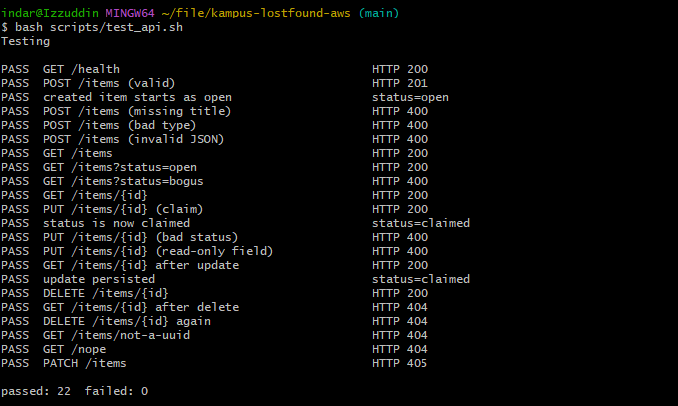 indar@Izzuddin MINGW64 ~/file/kampus-lostfound-aws (main)
$ bash scripts/test_api.sh
Testing
PASS  GET /health                                    HTTP 200
PASS  POST /items (valid)                            HTTP 201
PASS  created item starts as open                    status=open
PASS  POST /items (missing title)                    HTTP 400
PASS  POST /items (bad type)                         HTTP 400
PASS  POST /items (invalid JSON)                     HTTP 400
PASS  GET /items                                     HTTP 200
PASS  GET /items?status=open                         HTTP 200
PASS  GET /items?status=bogus                        HTTP 400
PASS  GET /items/{id}                                HTTP 200
PASS  PUT /items/{id} (claim)                        HTTP 200
PASS  status is now claimed                          status=claimed
PASS  PUT /items/{id} (bad status)                   HTTP 400
PASS  PUT /items/{id} (read-only field)              HTTP 400
PASS  GET /items/{id} after update                   HTTP 200
PASS  update persisted                               status=claimed
PASS  DELETE /items/{id}                             HTTP 200
PASS  GET /items/{id} after delete                   HTTP 404
PASS  DELETE /items/{id} again                       HTTP 404
PASS  GET /items/not-a-uuid                          HTTP 404
PASS  GET /nope                                      HTTP 404
PASS  PATCH /items                                   HTTP 405
passed: 22  failed: 0